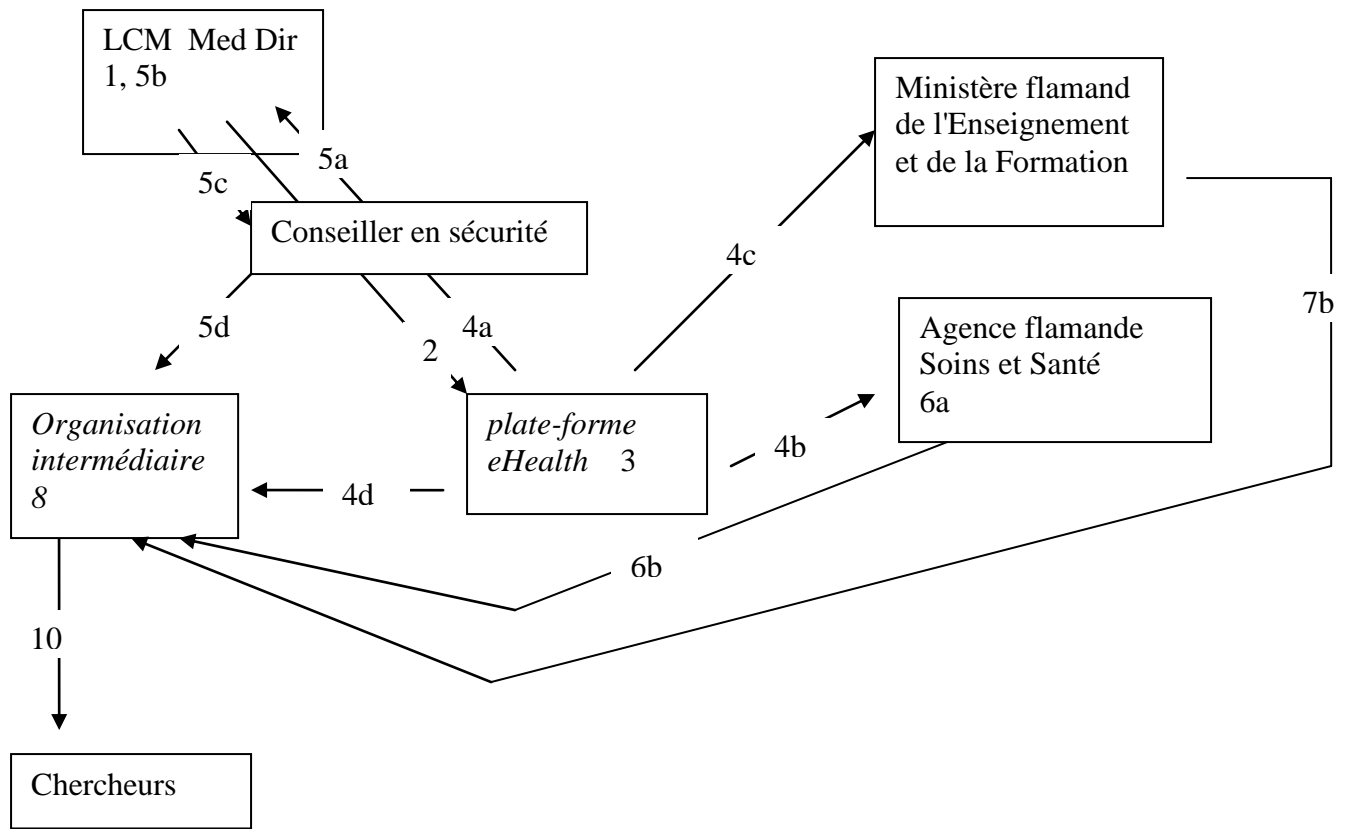 LCM Med Dir
1, 5b
Ministère flamand
de l'Enseignement
et de la Formation
5a
5c
Conseiller en sécurité
4c
7b
5d
4a
2
Agence flamande
Soins et Santé
6a
Organisation
intermédiaire
8
plate-forme
eHealth 3
4b
4d
6b
10
Chercheurs